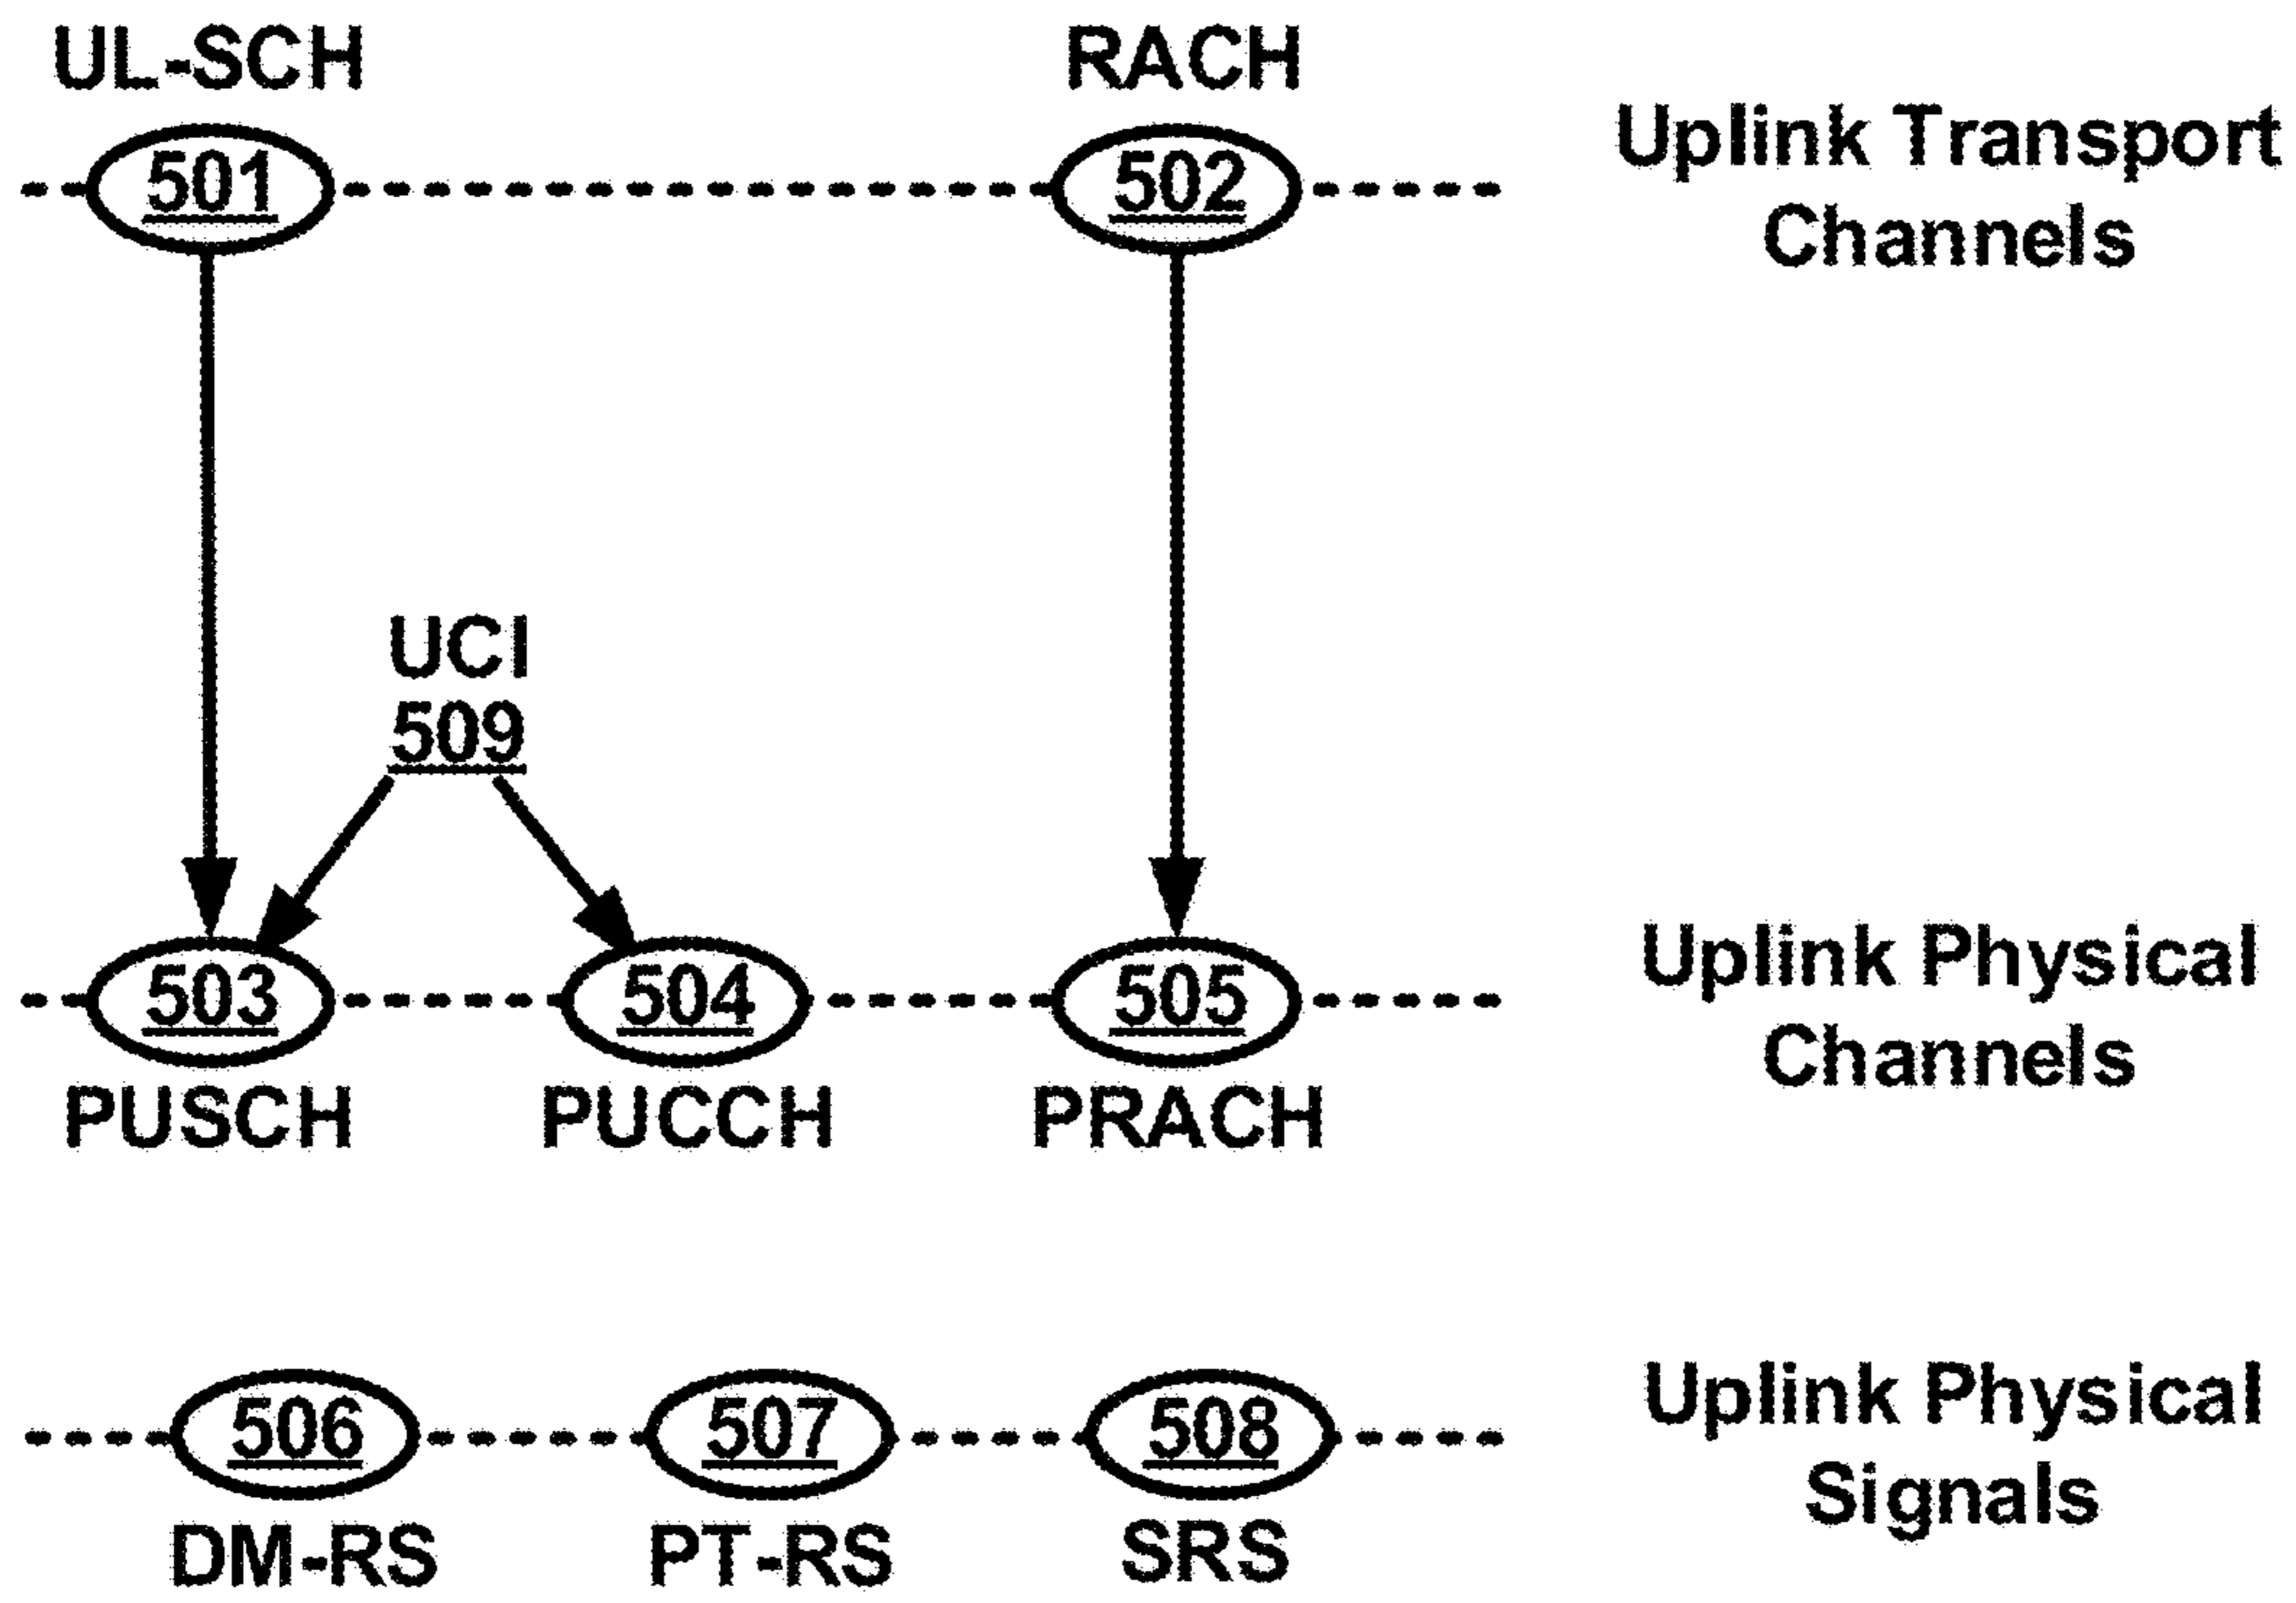 UL-SCH
RACH
501
502
Uplink Transport
Channels
UCI
509
503
504
505
Uplink Physical
Channels
PUSCH
PUCCH
PRACH
506
507
508
Uplink Physical
Signals
DM-RS
PT-RS
SRS